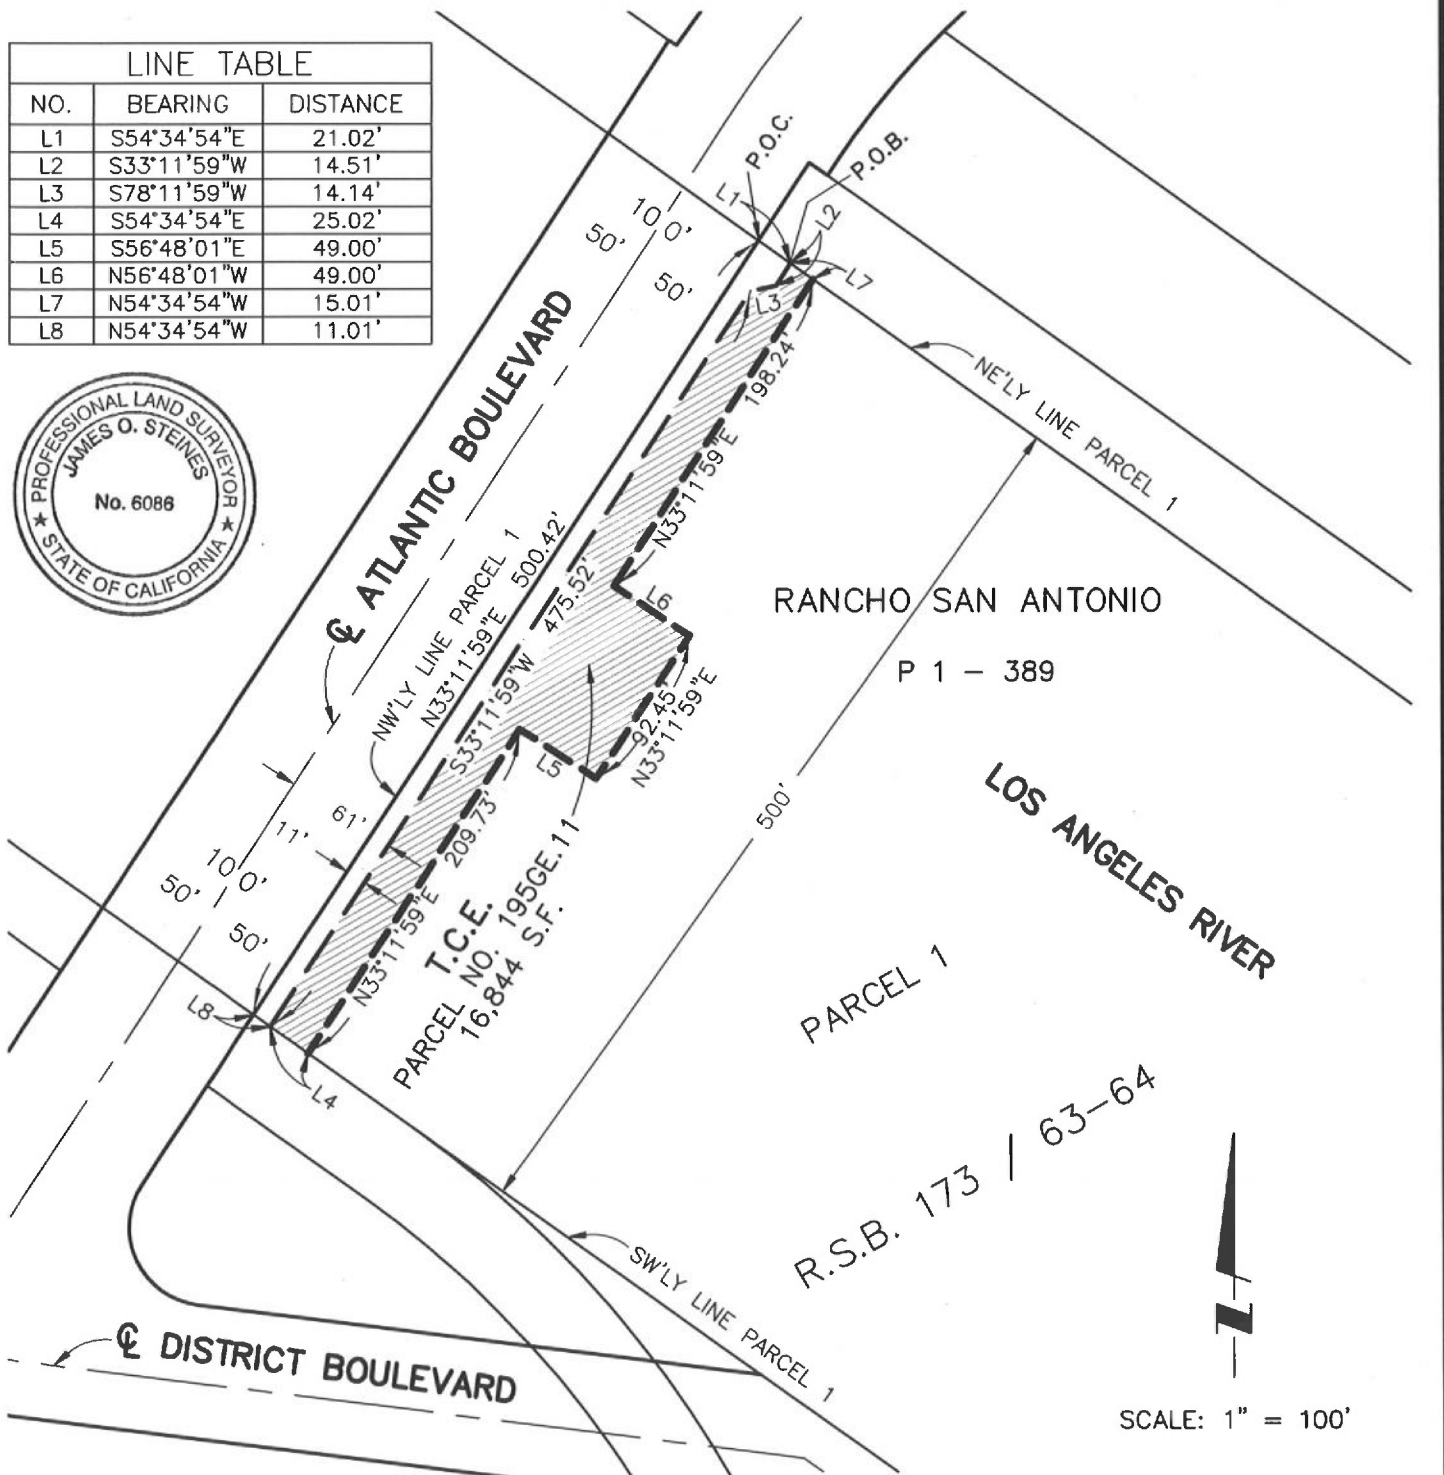 LINE TABLE
NO. BEARING DISTANCE
L1 S54°34'54"E 21.02'
L2 S33°11'59"W 14.51'
L3 S78°11'59"W 14.14'
L4 S54°34'54"E 25.02'
L5 S56°48'01"E 49.00'
L6 N56°48'01"W 49.00'
L7 N54°34'54"W 15.01'
L8 N54°34'54"W 11.01'
PROFESSIONAL LAND SURVEYOR
JAMES O. STEINES
No. 6086
★ STATE OF CALIFORNIA ★
P.O.C.
P.O.B.
L1
L2
L7
L3
100'
50'
50'
℄ ATLANTIC BOULEVARD
NW'LY LINE PARCEL 1
N33°11'59"E 500.42'
S33°11'59"W 475.52'
198.24'
N33°11'59"E
NE'LY LINE PARCEL 1
L6
92.45'
N33°11'59"E
L5
209.73'
N33°11'59"E
RANCHO SAN ANTONIO
P 1 - 389
500'
LOS ANGELES RIVER
61'
11'
100'
50'
50'
L8
L4
T.C.E.
PARCEL NO. 195GE.11
16,844 S.F.
PARCEL 1
R.S.B. 173 / 63-64
SW'LY LINE PARCEL 1
℄ DISTRICT BOULEVARD
N
SCALE: 1" = 100'